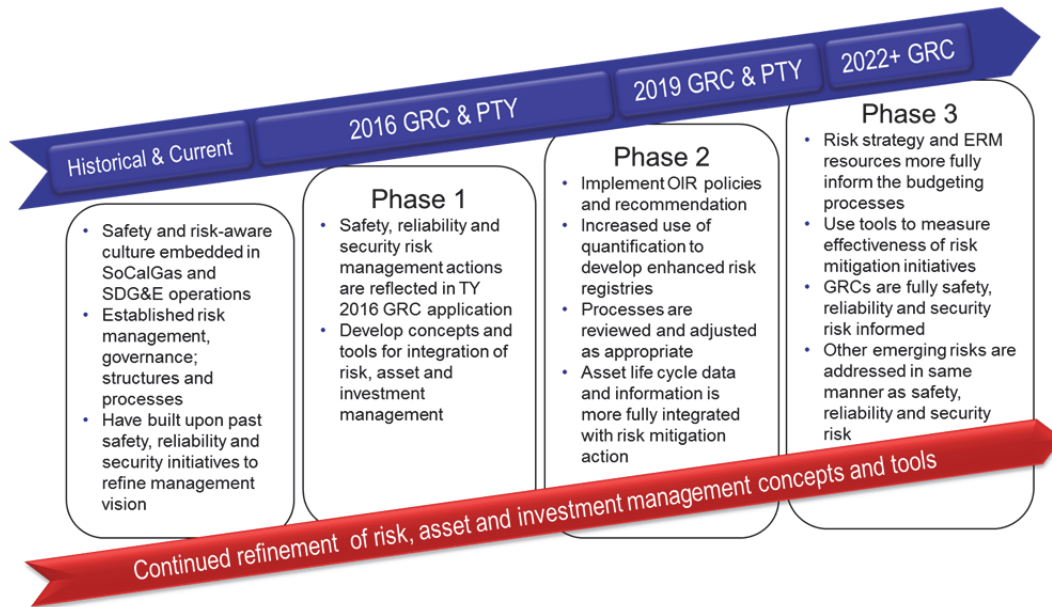 Historical & Current
2016 GRC & PTY
2019 GRC & PTY
2022+ GRC
• Safety and risk-aware
culture embedded in
SoCalGas and
SDG&E operations
• Established risk
management,
governance;
structures and
processes
• Have built upon past
safety, reliability and
security initiatives to
refine management
vision
Phase 1
• Safety, reliability and
security risk
management actions
are reflected in TY
2016 GRC application
• Develop concepts and
tools for integration of
risk, asset and
investment
management
Phase 2
• Implement OIR policies
and recommendation
• Increased use of
quantification to
develop enhanced risk
registries
• Processes are
reviewed and adjusted
as appropriate
• Asset life cycle data
and information is
more fully integrated
with risk mitigation
action
Phase 3
• Risk strategy and ERM
resources more fully
inform the budgeting
processes
• Use tools to measure
effectiveness of risk
mitigation initiatives
• GRCs are fully safety,
reliability and security
risk informed
• Other emerging risks are
addressed in same
manner as safety,
reliability and security
risk
Continued refinement of risk, asset and investment management concepts and tools